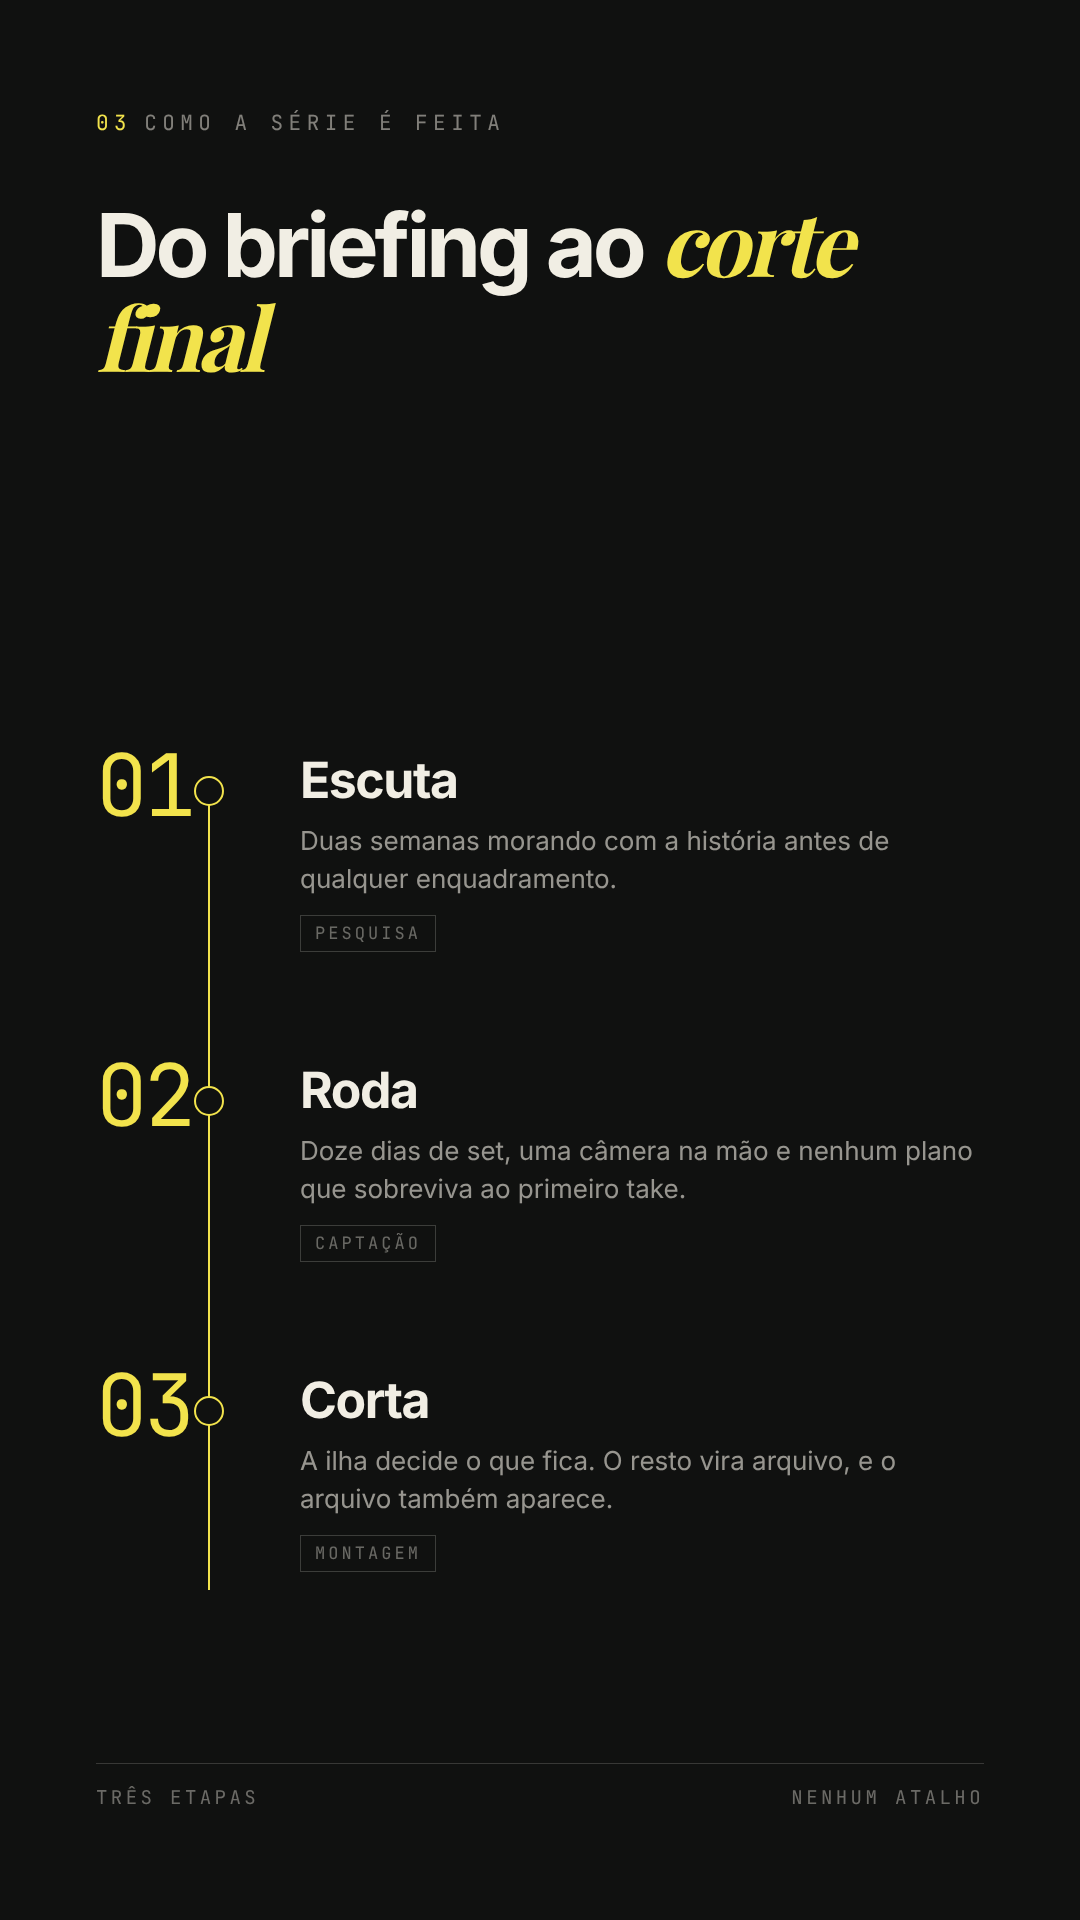 03 COMO A SÉRIE É FEITA
Do briefing ao corte
final
01
Escuta
Duas semanas morando com a história antes de
qualquer enquadramento.
PESQUISA
02
Roda
Doze dias de set, uma câmera na mão e nenhum plano
que sobreviva ao primeiro take.
CAPTAÇÃO
03
Corta
A ilha decide o que fica. O resto vira arquivo, e o
arquivo também aparece.
MONTAGEM
TRÊS ETAPAS
NENHUM ATALHO